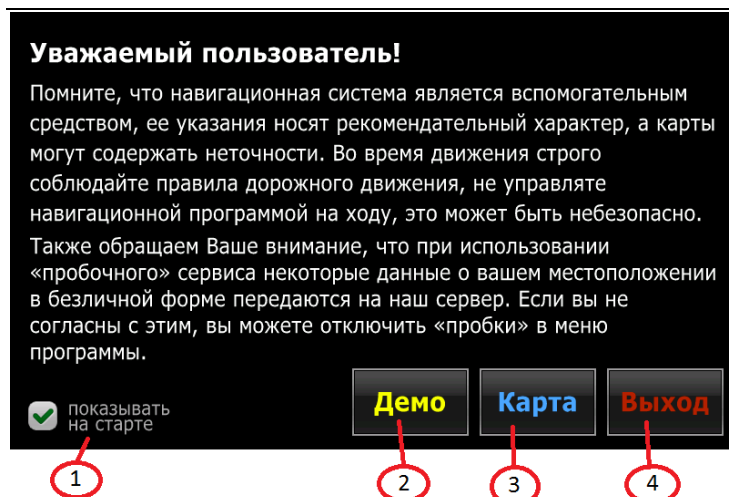 Уважаемый пользователь!
Помните, что навигационная система является вспомогательным
средством, ее указания носят рекомендательный характер, а карты
могут содержать неточности. Во время движения строго
соблюдайте правила дорожного движения, не управляте
навигационной программой на ходу, это может быть небезопасно.
Также обращаем Ваше внимание, что при использовании
«пробочного» сервиса некоторые данные о вашем местоположении
в безличной форме передаются на наш сервер. Если вы не
согласны с этим, вы можете отключить «пробки» в меню
программы.
показывать
на старте
Демо
Карта
Выход
1
2
3
4